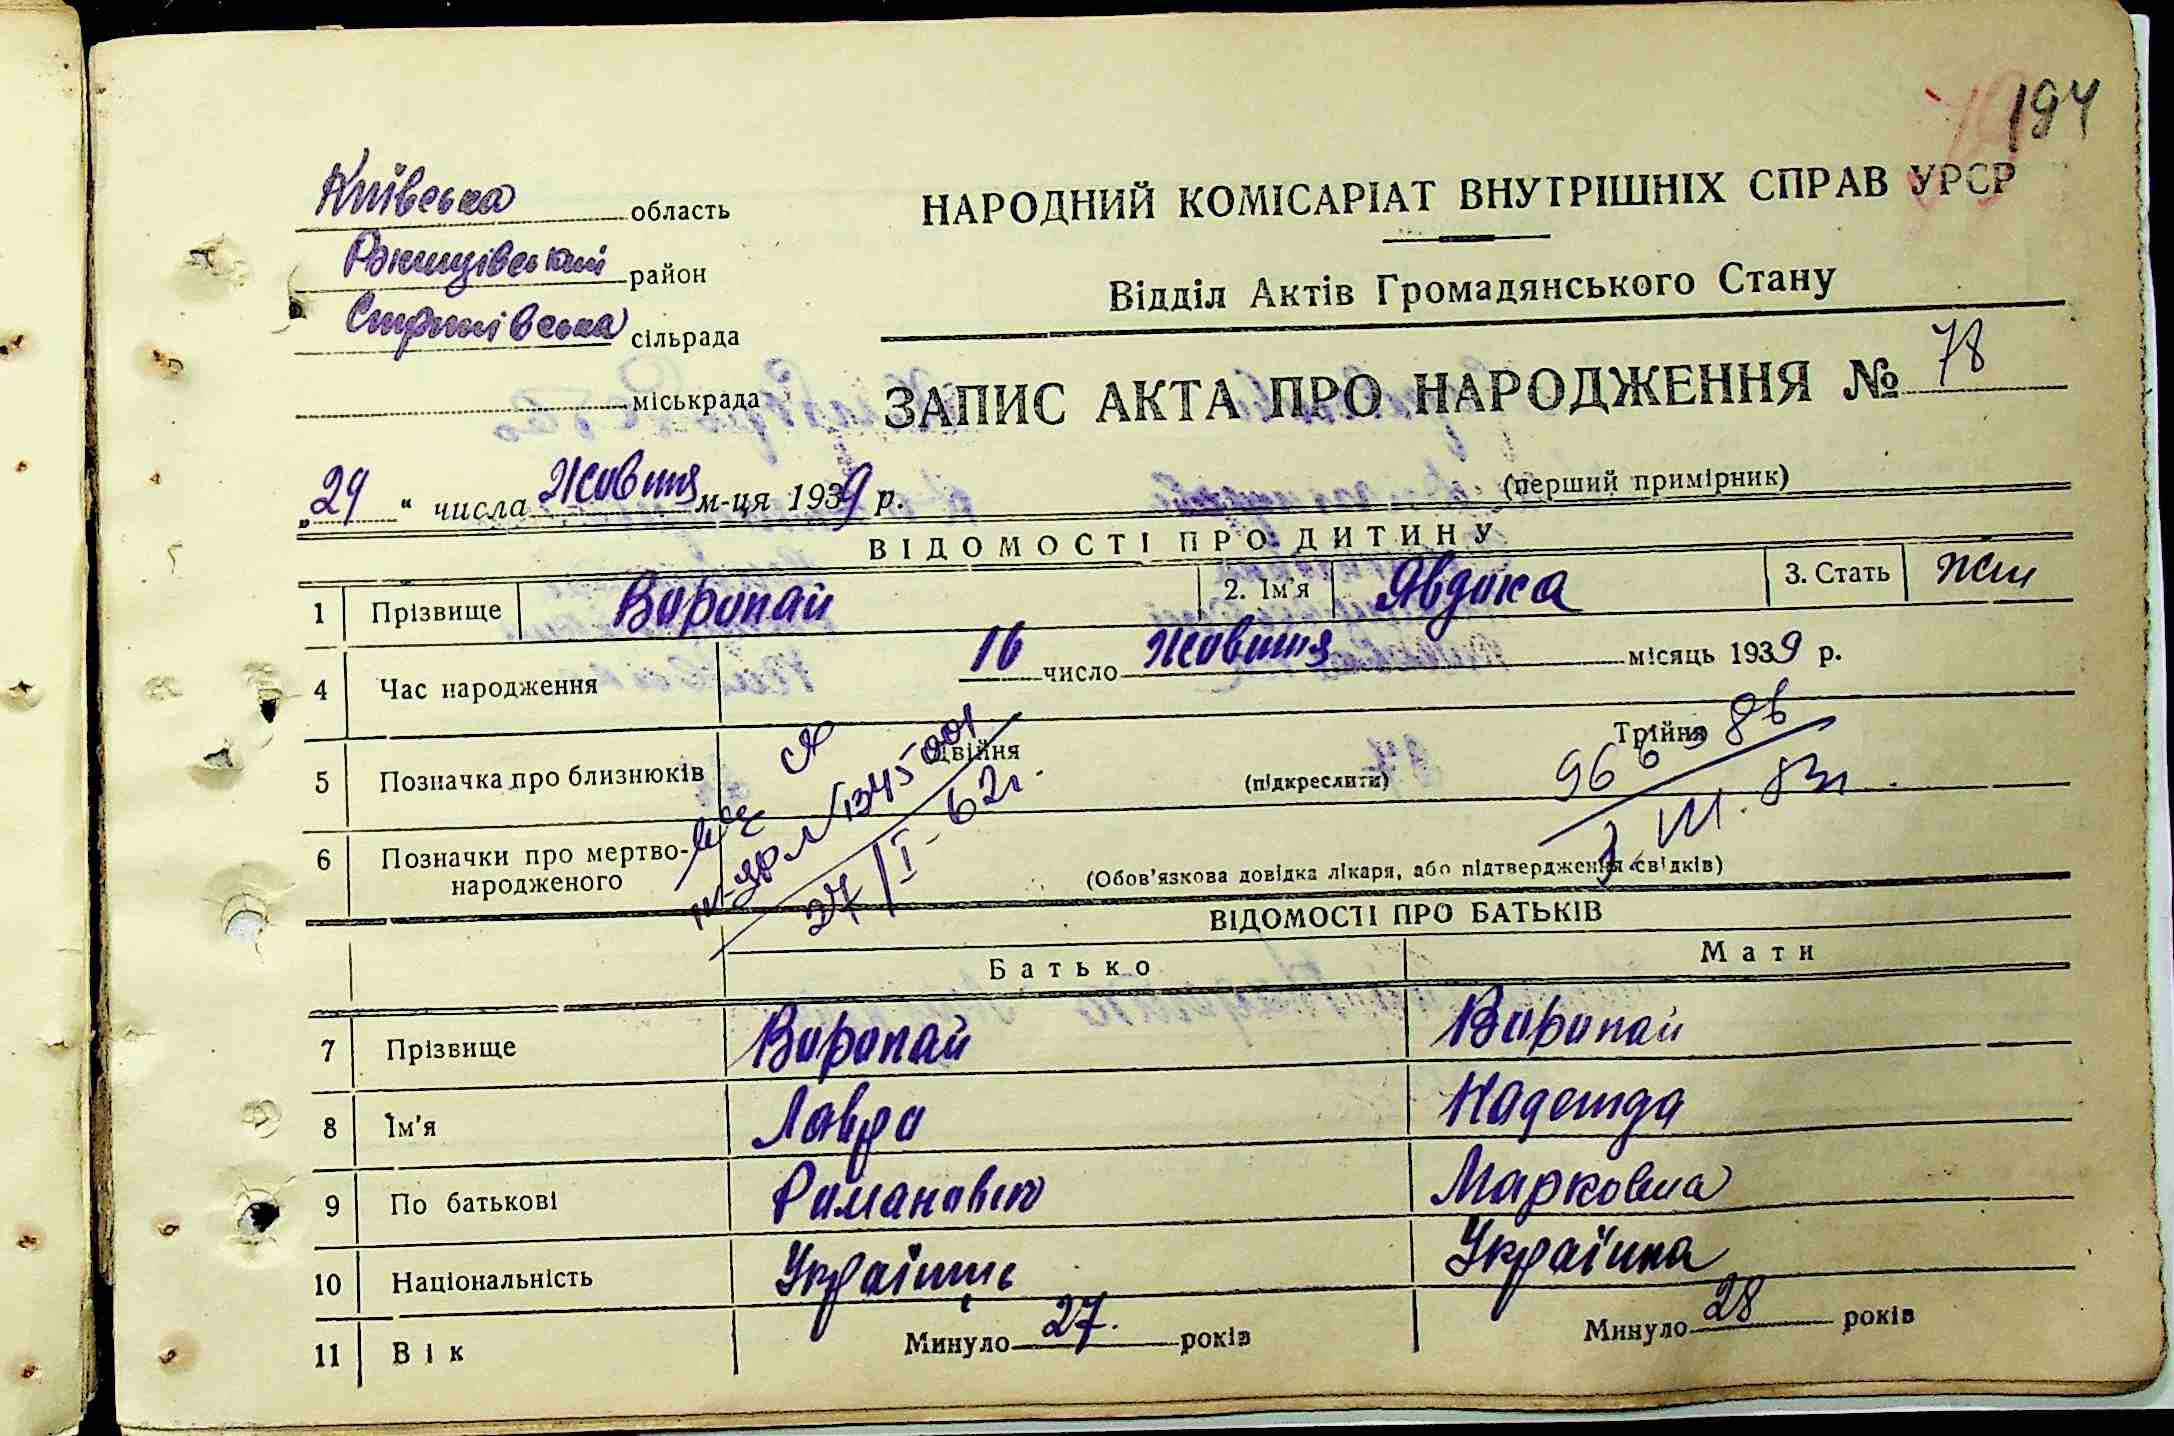 194
Київська область
НАРОДНИЙ КОМІСАРІАТ ВНУТРІШНІХ СПРАВ УРСР
Ржищівський район
Відділ Актів Громадянського Стану
сільрада
міськрада
ЗАПИС АКТА ПРО НАРОДЖЕННЯ № 78
„29“ числа Жовтня м-ця 1939 р.
(перший примірник)
ВІДОМОСТІ ПРО ДИТИНУ
1 Прізвище Воропай 2. Ім'я Явдоха 3. Стать жін
4 Час народження 16 число жовтня місяць 1939 р.
5 Позначка про близнюків Двійня (підкреслити) Трійня
6 Позначки про мертво-
народженого
(Обов'язкова довідка лікаря, або підтвердження свідків)
27/I-62г.
ВІДОМОСТІ ПРО БАТЬКІВ
Батько Мати
7 Прізвище Воропай Воропай
8 Ім'я Лавро Надежда
9 По батькові Романович Марковна
10 Національність Українець Українка
11 Вік Минуло 27. років Минуло 28 років